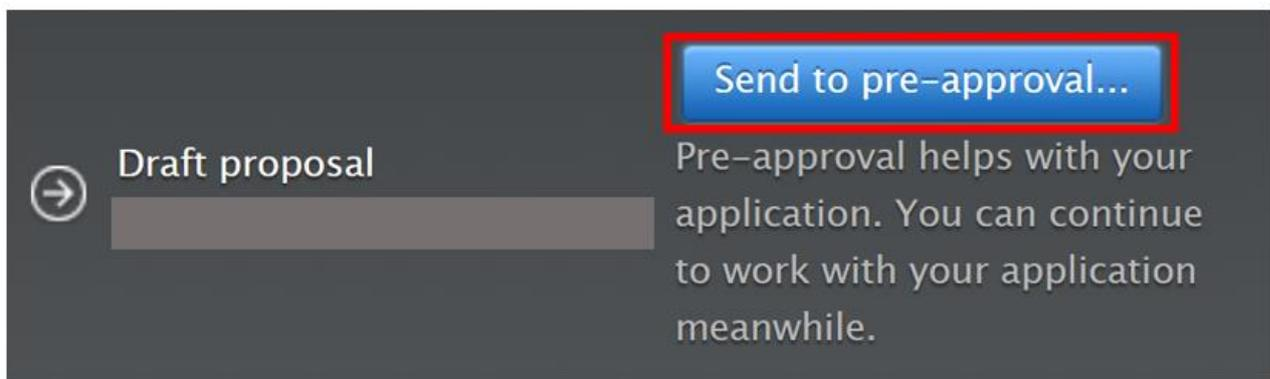 Send to pre-approval...
Draft proposal
Pre-approval helps with your
application. You can continue
to work with your application
meanwhile.